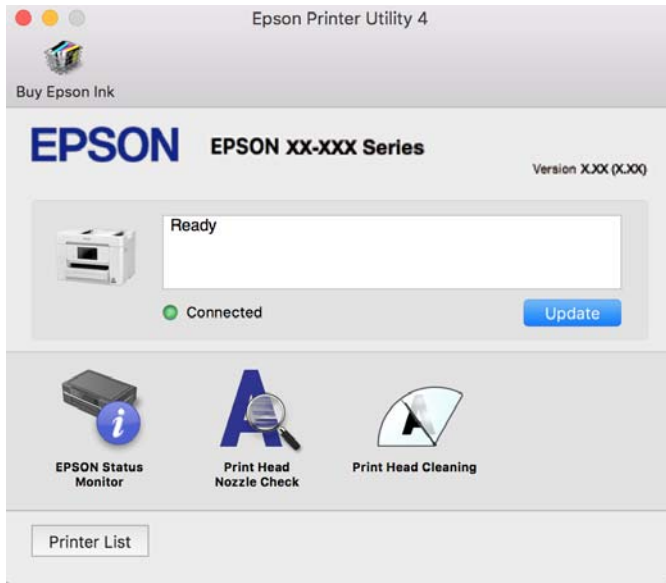 Epson Printer Utility 4
Buy Epson Ink
EPSON
EPSON XX-XXX Series
Version X.XX (X.XX)
Ready
Connected
Update
EPSON Status
Monitor
Print Head
Nozzle Check
Print Head Cleaning
Printer List